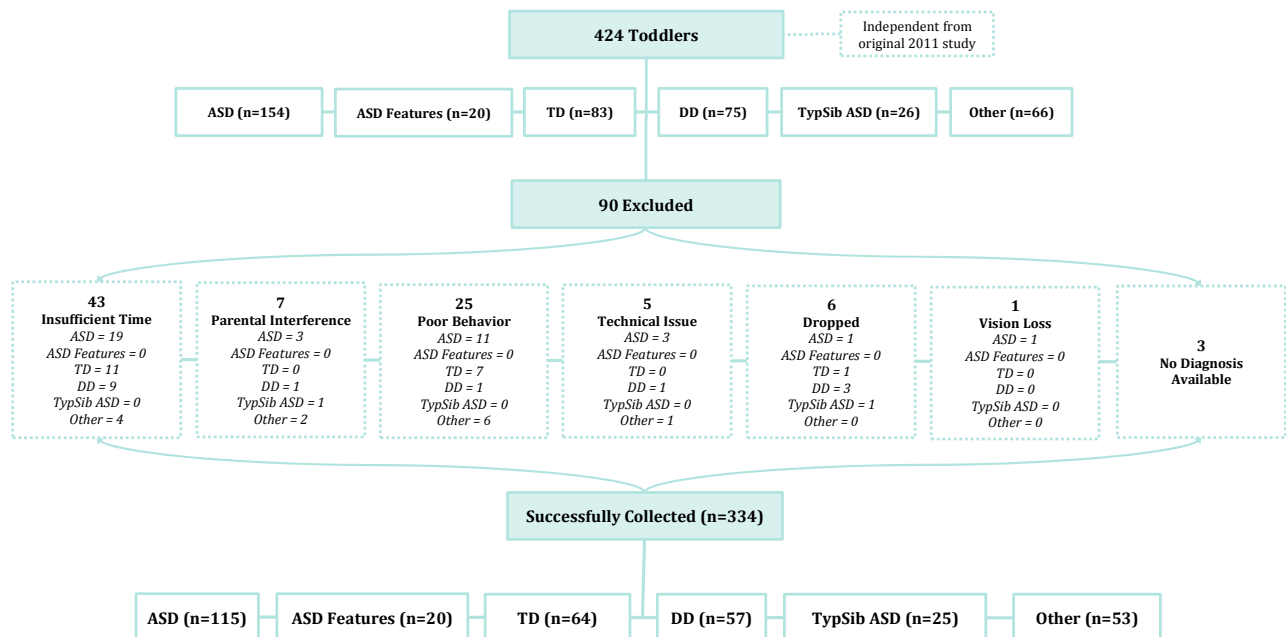 424 Toddlers
Independent from
original 2011 study
ASD (n=154)
ASD Features (n=20)
TD (n=83)
DD (n=75)
TypSib ASD (n=26)
Other (n=66)
90 Excluded
43
Insufficient Time
ASD = 19
ASD Features = 0
TD = 11
DD = 9
TypSib ASD = 0
Other = 4
7
Parental Interference
ASD = 3
ASD Features = 0
TD = 0
DD = 1
TypSib ASD = 1
Other = 2
25
Poor Behavior
ASD = 11
ASD Features = 0
TD = 7
DD = 1
TypSib ASD = 0
Other = 6
5
Technical Issue
ASD = 3
ASD Features = 0
TD = 0
DD = 1
TypSib ASD = 0
Other = 1
6
Dropped
ASD = 1
ASD Features = 0
TD = 1
DD = 3
TypSib ASD = 1
Other = 0
1
Vision Loss
ASD = 1
ASD Features = 0
TD = 0
DD = 0
TypSib ASD = 0
Other = 0
3
No Diagnosis
Available
Successfully Collected (n=334)
ASD (n=115)
ASD Features (n=20)
TD (n=64)
DD (n=57)
TypSib ASD (n=25)
Other (n=53)